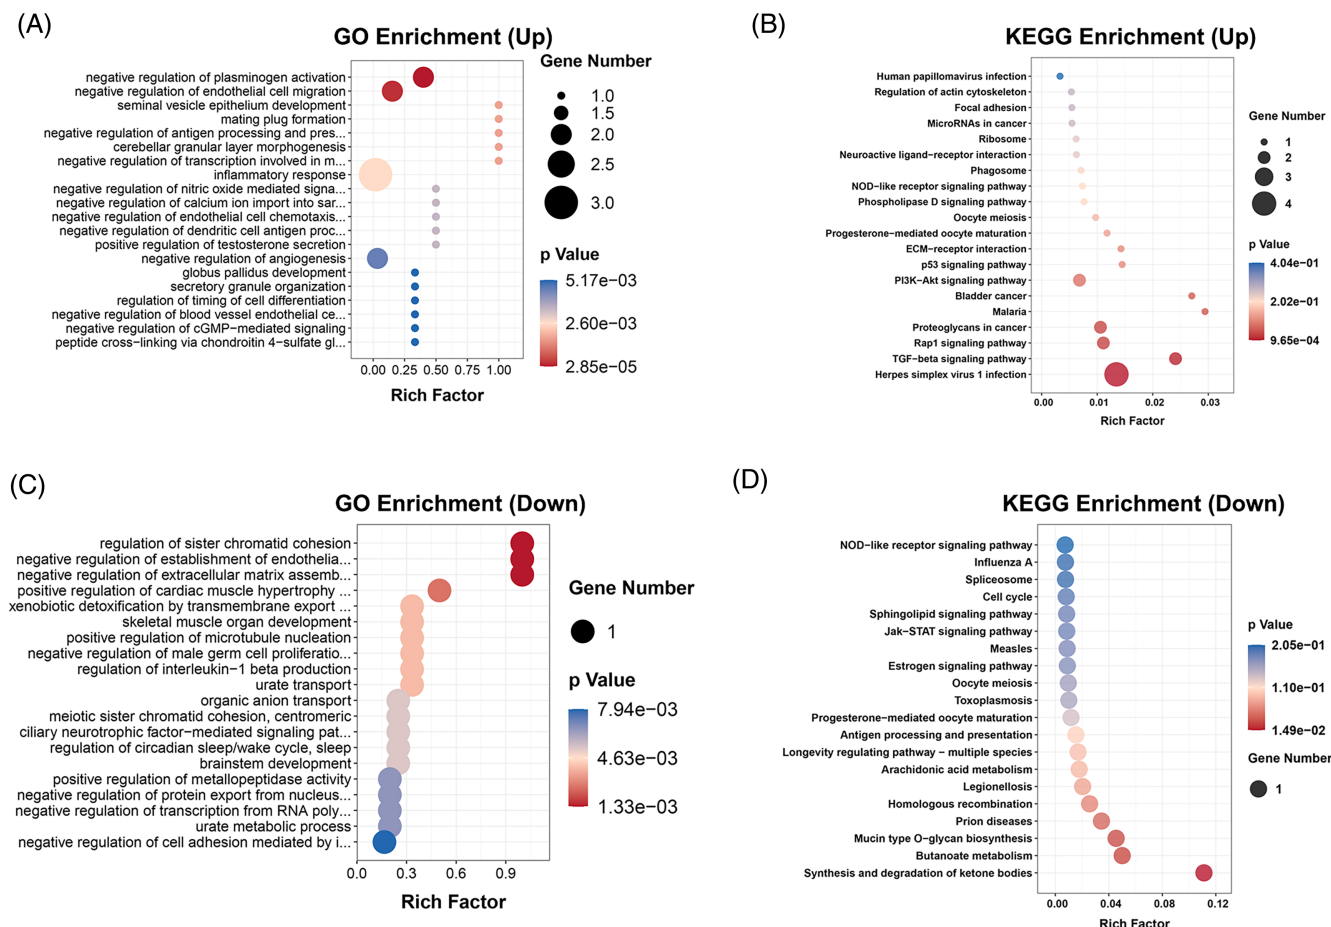 (A)
GO Enrichment (Up)
negative regulation of plasminogen activation
negative regulation of endothelial cell migration
seminal vesicle epithelium development
mating plug formation
negative regulation of antigen processing and pres...
cerebellar granular layer morphogenesis
negative regulation of transcription involved in m...
inflammatory response
negative regulation of nitric oxide mediated signa...
negative regulation of calcium ion import into sar...
negative regulation of endothelial cell chemotaxis...
negative regulation of dendritic cell antigen proc...
positive regulation of testosterone secretion
negative regulation of angiogenesis
globus pallidus development
secretory granule organization
regulation of timing of cell differentiation
negative regulation of blood vessel endothelial ce...
negative regulation of cGMP−mediated signaling
peptide cross−linking via chondroitin 4−sulfate gl...
0.00 0.25 0.50 0.75 1.00
Rich Factor
Gene Number
1.0
1.5
2.0
2.5
3.0
p Value
5.17e−03
2.60e−03
2.85e−05
(B)
KEGG Enrichment (Up)
Human papillomavirus infection
Regulation of actin cytoskeleton
Focal adhesion
MicroRNAs in cancer
Ribosome
Neuroactive ligand−receptor interaction
Phagosome
NOD−like receptor signaling pathway
Phospholipase D signaling pathway
Oocyte meiosis
Progesterone−mediated oocyte maturation
ECM−receptor interaction
p53 signaling pathway
PI3K−Akt signaling pathway
Bladder cancer
Malaria
Proteoglycans in cancer
Rap1 signaling pathway
TGF−beta signaling pathway
Herpes simplex virus 1 infection
0.00 0.01 0.02 0.03
Rich Factor
Gene Number
1
2
3
4
p Value
4.04e−01
2.02e−01
9.65e−04
(C)
GO Enrichment (Down)
regulation of sister chromatid cohesion
negative regulation of establishment of endothelia...
negative regulation of extracellular matrix assemb...
positive regulation of cardiac muscle hypertrophy ...
xenobiotic detoxification by transmembrane export ...
skeletal muscle organ development
positive regulation of microtubule nucleation
negative regulation of male germ cell proliferatio...
regulation of interleukin−1 beta production
urate transport
organic anion transport
meiotic sister chromatid cohesion, centromeric
ciliary neurotrophic factor−mediated signaling pat...
regulation of circadian sleep/wake cycle, sleep
brainstem development
positive regulation of metallopeptidase activity
negative regulation of protein export from nucleus...
negative regulation of transcription from RNA poly...
urate metabolic process
negative regulation of cell adhesion mediated by i...
0.0 0.3 0.6 0.9
Rich Factor
Gene Number
1
p Value
7.94e−03
4.63e−03
1.33e−03
(D)
KEGG Enrichment (Down)
NOD−like receptor signaling pathway
Influenza A
Spliceosome
Cell cycle
Sphingolipid signaling pathway
Jak−STAT signaling pathway
Measles
Estrogen signaling pathway
Oocyte meiosis
Toxoplasmosis
Progesterone−mediated oocyte maturation
Antigen processing and presentation
Longevity regulating pathway − multiple species
Arachidonic acid metabolism
Legionellosis
Homologous recombination
Prion diseases
Mucin type O−glycan biosynthesis
Butanoate metabolism
Synthesis and degradation of ketone bodies
0.00 0.04 0.08 0.12
Rich Factor
p Value
2.05e−01
1.10e−01
1.49e−02
Gene Number
1